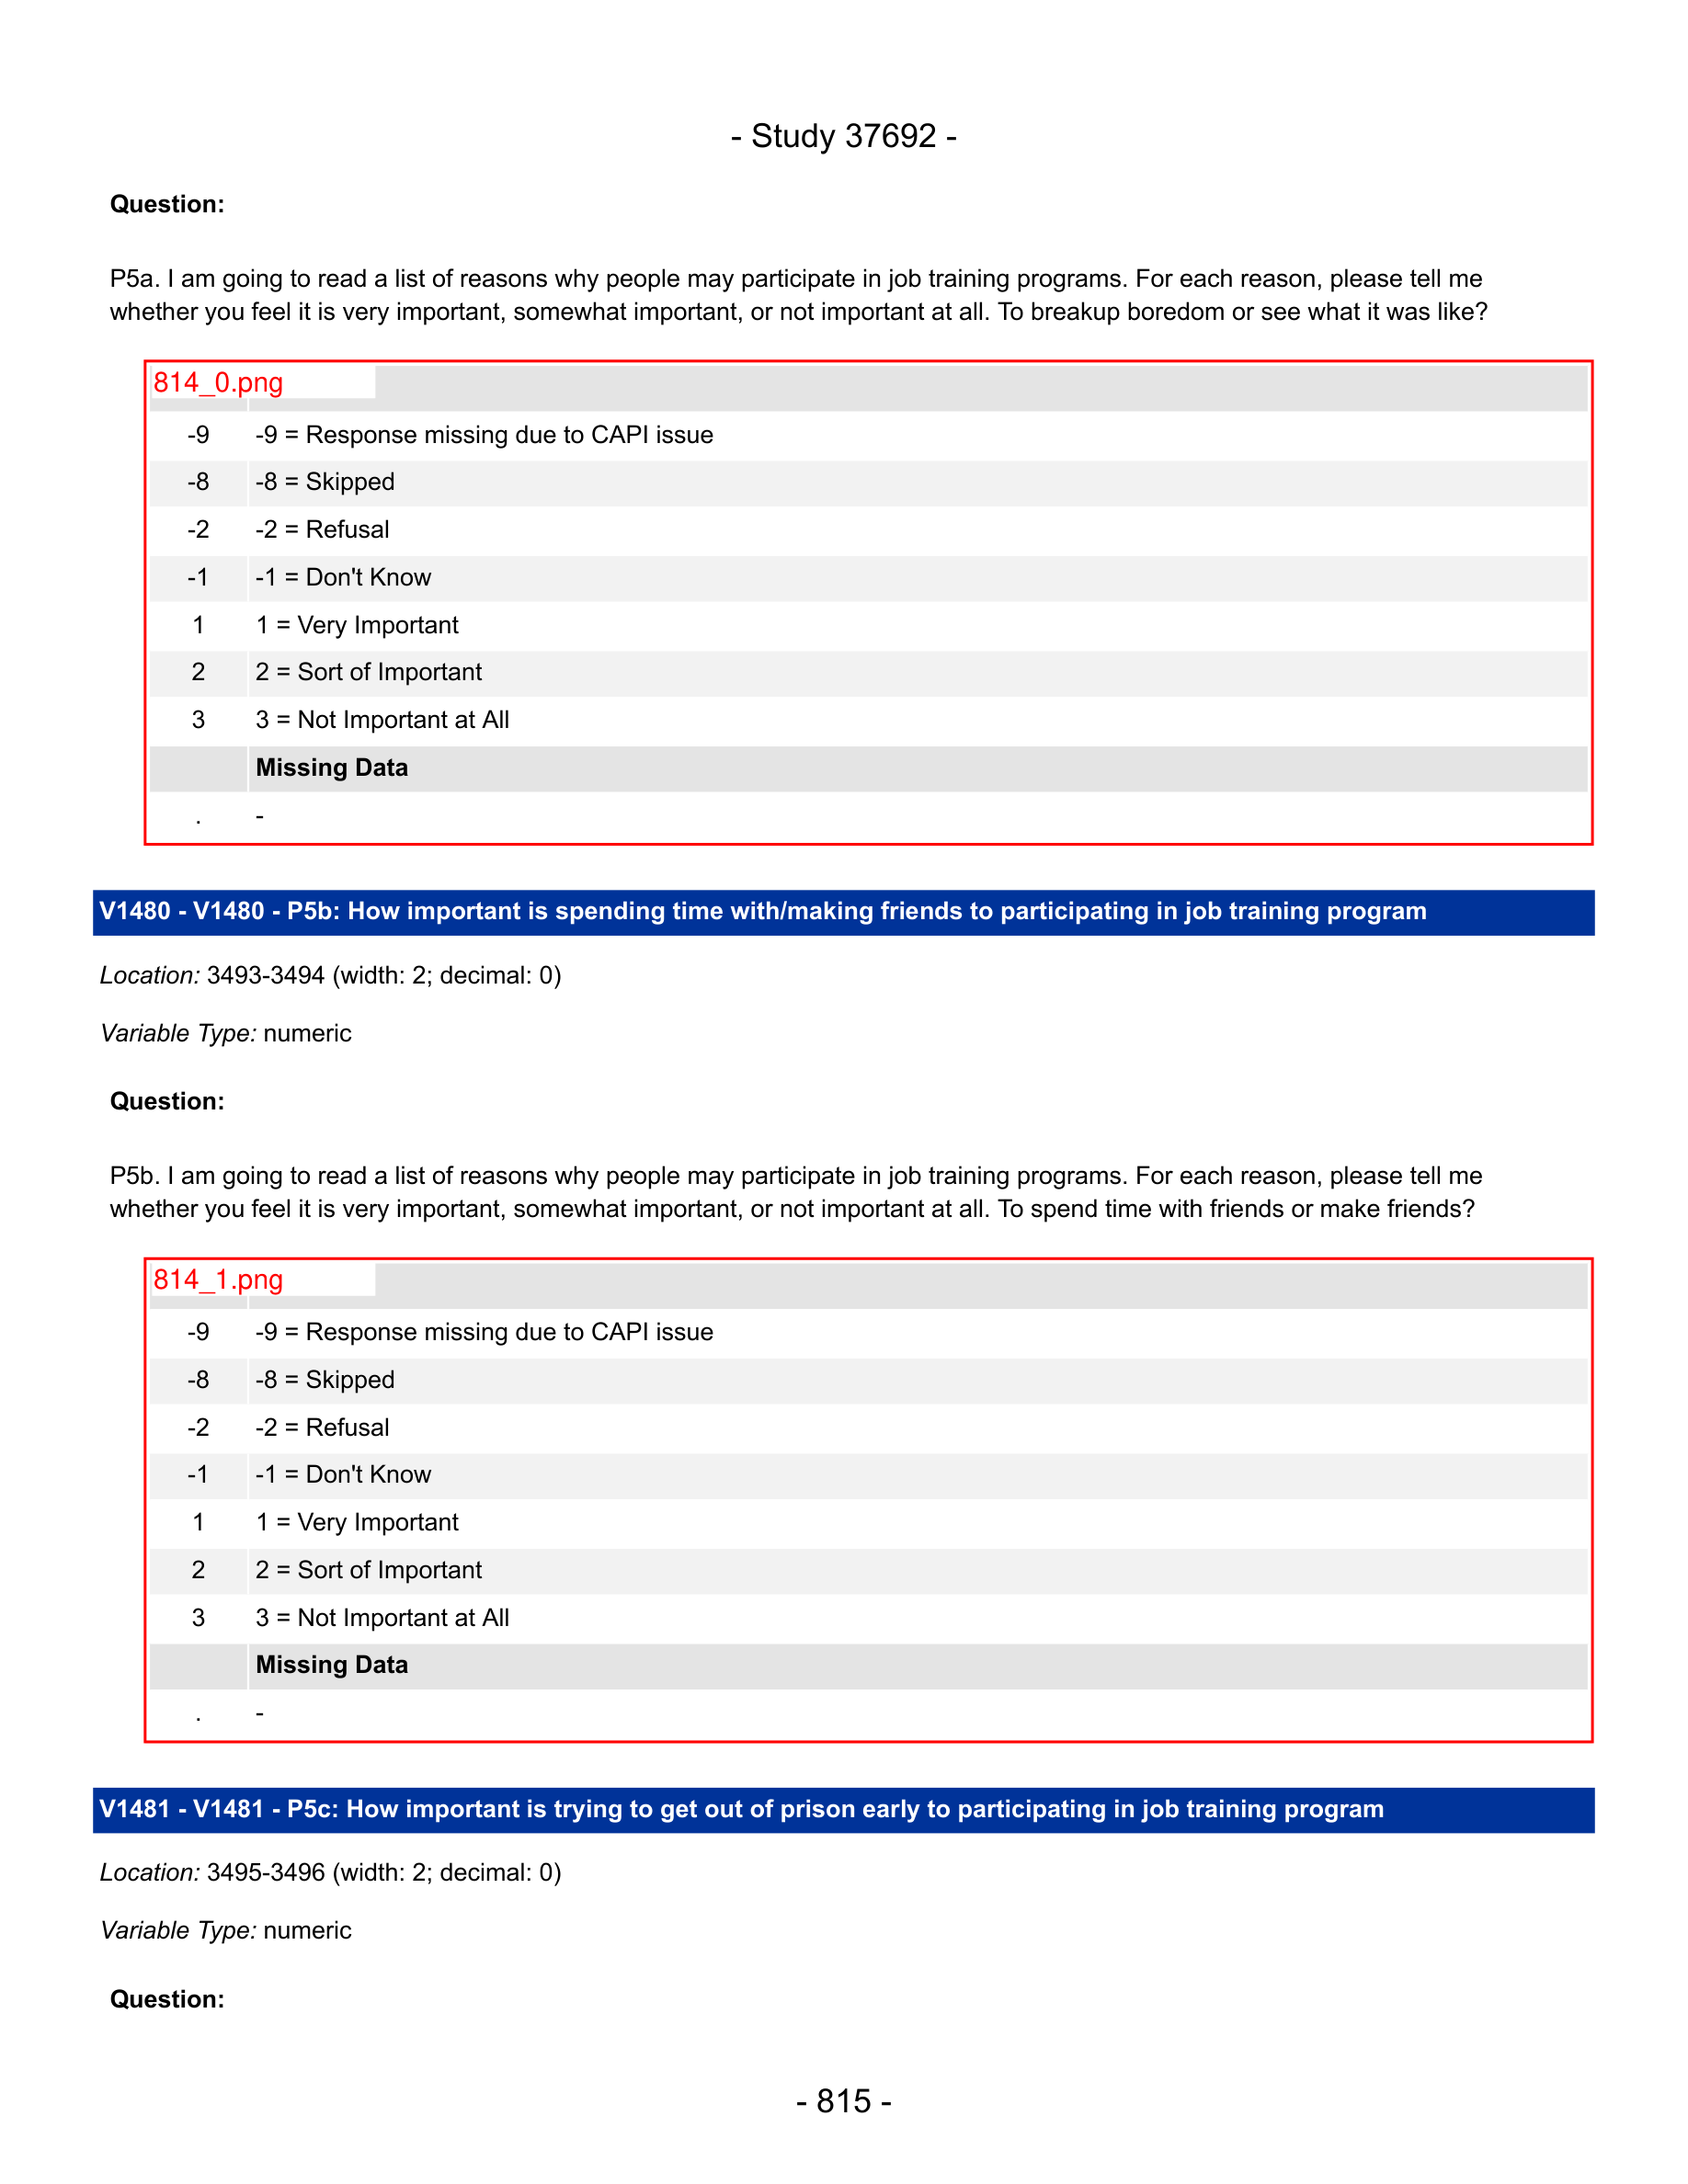 - Study 37692 -
Question:
P5a. I am going to read a list of reasons why people may participate in job training programs. For each reason, please tell me
whether you feel it is very important, somewhat important, or not important at all. To breakup boredom or see what it was like?
814_0.png
-9 -9 = Response missing due to CAPI issue
-8 -8 = Skipped
-2 -2 = Refusal
-1 -1 = Don't Know
1 1 = Very Important
2 2 = Sort of Important
3 3 = Not Important at All
Missing Data
. -
V1480 - V1480 - P5b: How important is spending time with/making friends to participating in job training program
Location: 3493-3494 (width: 2; decimal: 0)
Variable Type: numeric
Question:
P5b. I am going to read a list of reasons why people may participate in job training programs. For each reason, please tell me
whether you feel it is very important, somewhat important, or not important at all. To spend time with friends or make friends?
814_1.png
-9 -9 = Response missing due to CAPI issue
-8 -8 = Skipped
-2 -2 = Refusal
-1 -1 = Don't Know
1 1 = Very Important
2 2 = Sort of Important
3 3 = Not Important at All
Missing Data
. -
V1481 - V1481 - P5c: How important is trying to get out of prison early to participating in job training program
Location: 3495-3496 (width: 2; decimal: 0)
Variable Type: numeric
Question:
- 815 -